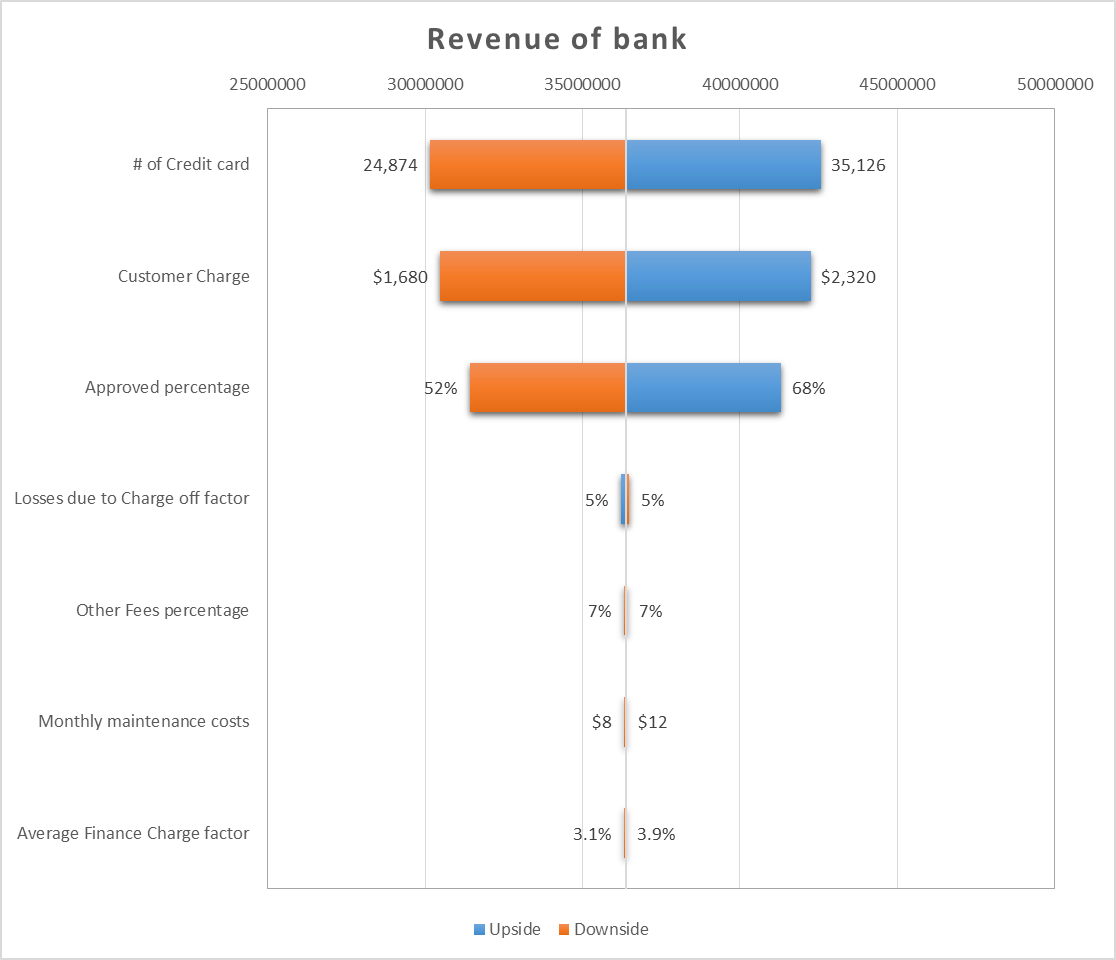 Revenue of bank
25000000 30000000 35000000 40000000 45000000 50000000
# of Credit card 24,874 35,126
Customer Charge $1,680 $2,320
Approved percentage 52% 68%
Losses due to Charge off factor 5% 5%
Other Fees percentage 7% 7%
Monthly maintenance costs $8 $12
Average Finance Charge factor 3.1% 3.9%
Upside Downside